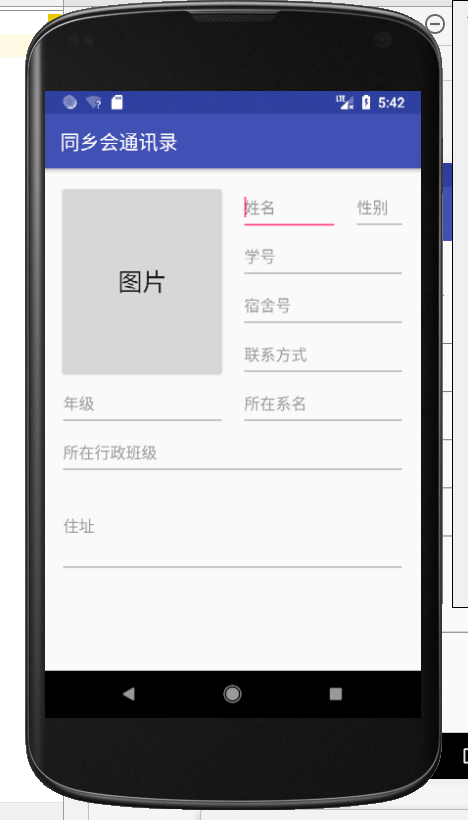 LTE 5:42
同乡会通讯录
图片
姓名 性别
学号
宿舍号
联系方式
年级 所在系名
所在行政班级
住址